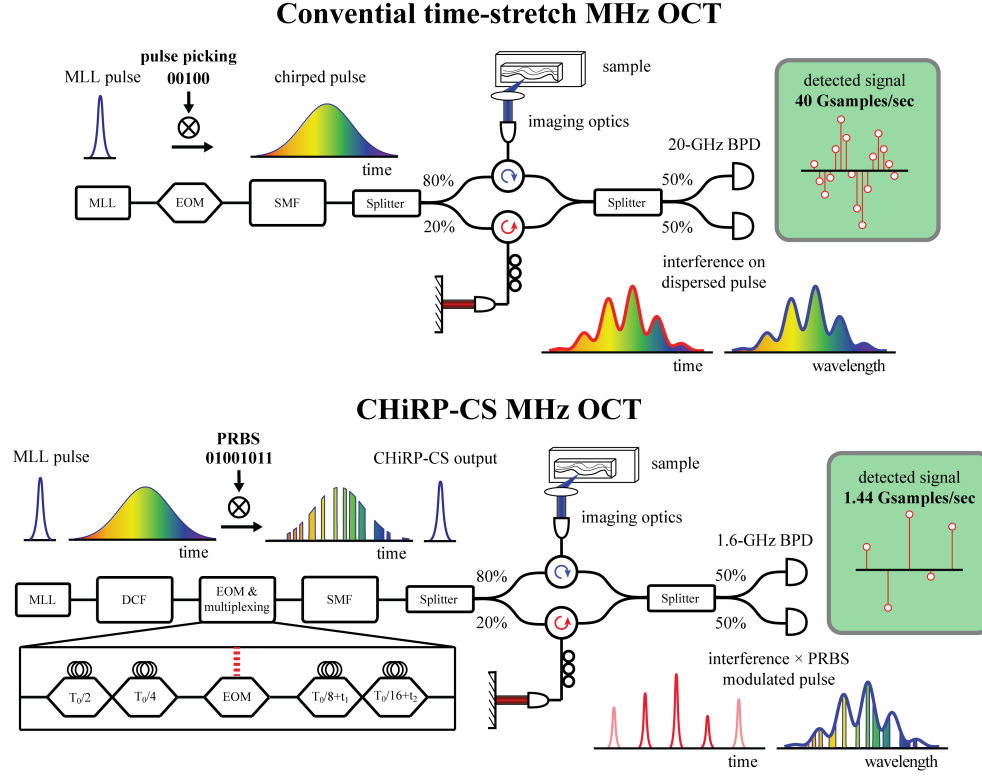 Convential time-stretch MHz OCT
pulse picking
00100
MLL pulse
chirped pulse
time
sample
imaging optics
detected signal
40 Gsamples/sec
20-GHz BPD
MLL
EOM
SMF
Splitter
80%
20%
Splitter
50%
50%
interference on
dispersed pulse
time
wavelength
CHiRP-CS MHz OCT
PRBS
01001011
MLL pulse
CHiRP-CS output
time
time
sample
imaging optics
detected signal
1.44 Gsamples/sec
1.6-GHz BPD
MLL
DCF
EOM &
multiplexing
SMF
Splitter
80%
20%
Splitter
50%
50%
T0/2
T0/4
EOM
T0/8+t1
T0/16+t2
interference × PRBS
modulated pulse
time
wavelength